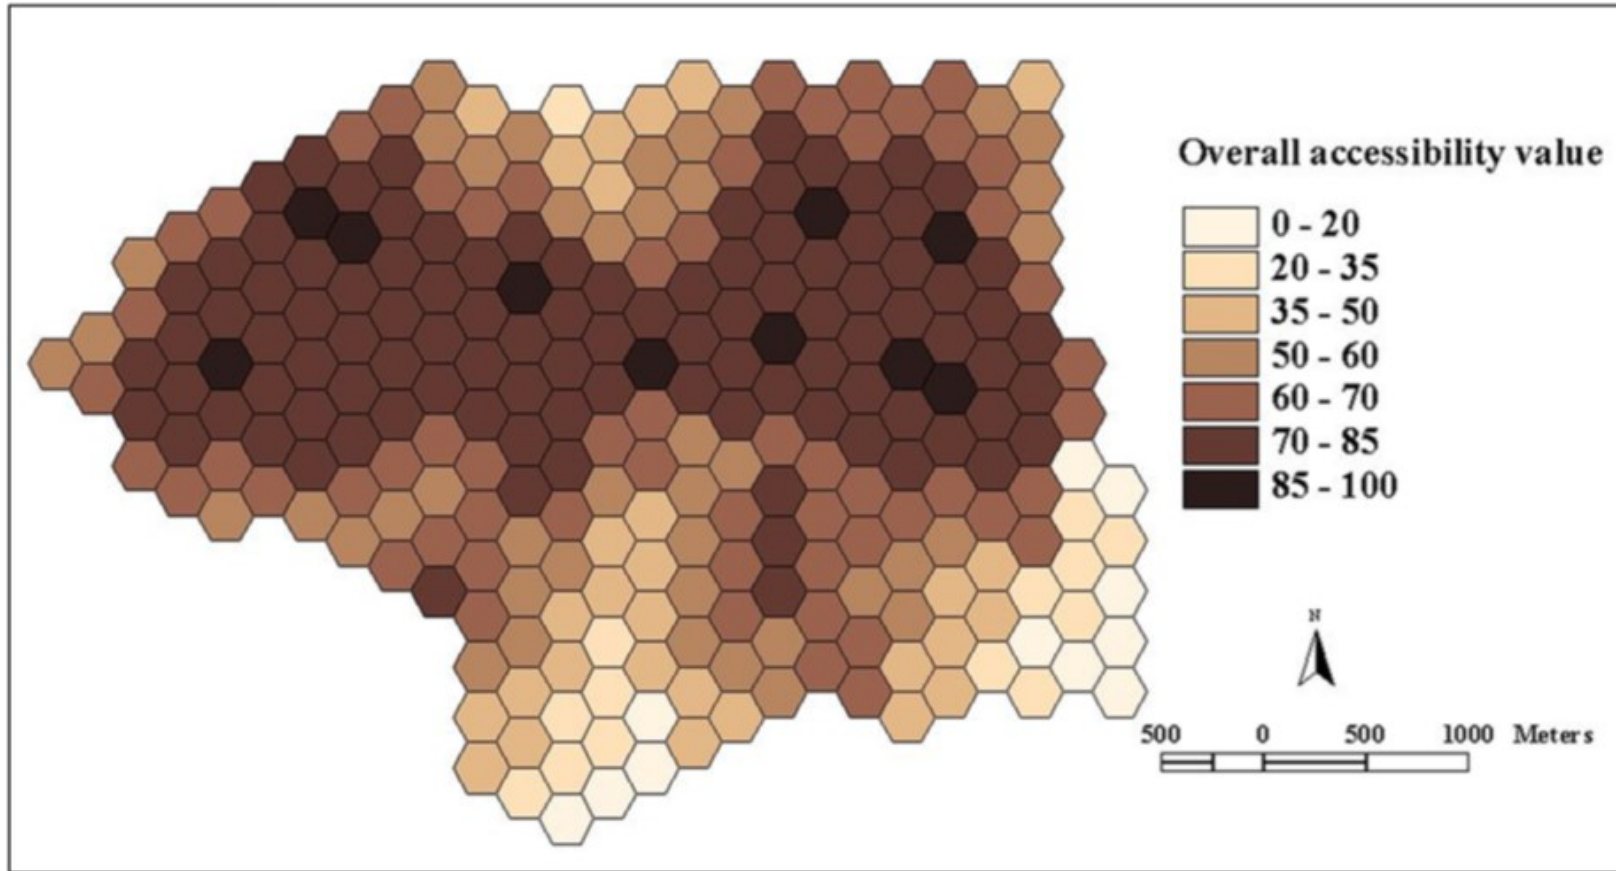 Overall accessibility value
0 - 20
20 - 35
35 - 50
50 - 60
60 - 70
70 - 85
85 - 100
N
500 0 500 1000 Meters